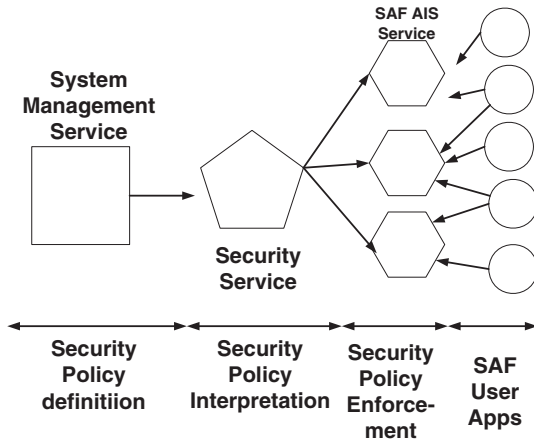 SAF AIS
Service
System
Management
Service
Security
Service
Security
Policy
definitiion
Security
Policy
Interpretation
Security
Policy
Enforce-
ment
SAF
User
Apps